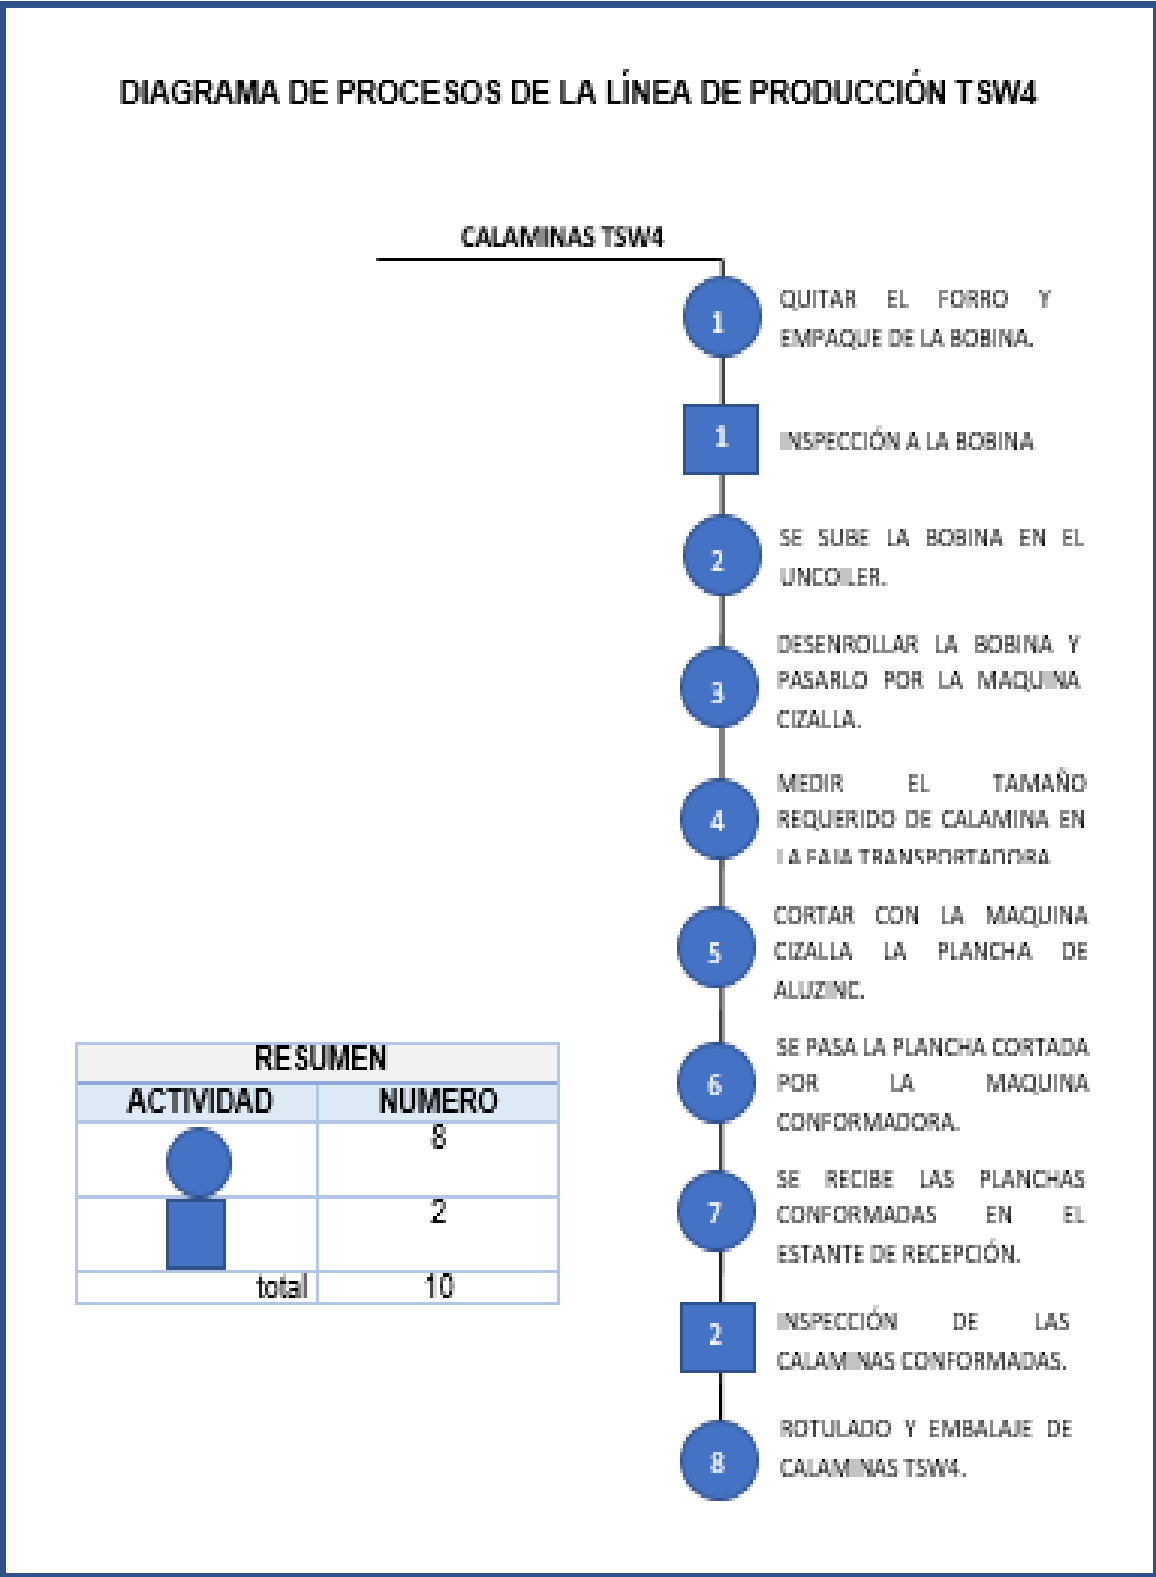 DIAGRAMA DE PROCESOS DE LA LÍNEA DE PRODUCCIÓN TSW4
CALAMINAS TSW4
1
QUITAR EL FORRO Y
EMPAQUE DE LA BOBINA.
1
INSPECCIÓN A LA BOBINA
2
SE SUBE LA BOBINA EN EL
UNCOILER.
3
DESENROLLAR LA BOBINA Y
PASARLO POR LA MAQUINA
CIZALLA.
4
MEDIR EL TAMAÑO
REQUERIDO DE CALAMINA EN
LA FAJA TRANSPORTADORA
5
CORTAR CON LA MAQUINA
CIZALLA LA PLANCHA DE
ALUZINC.
6
SE PASA LA PLANCHA CORTADA
POR LA MAQUINA
CONFORMADORA.
7
SE RECIBE LAS PLANCHAS
CONFORMADAS EN EL
ESTANTE DE RECEPCIÓN.
2
INSPECCIÓN DE LAS
CALAMINAS CONFORMADAS.
8
ROTULADO Y EMBALAJE DE
CALAMINAS TSW4.
RESUMEN
ACTIVIDAD NUMERO
8
2
total 10